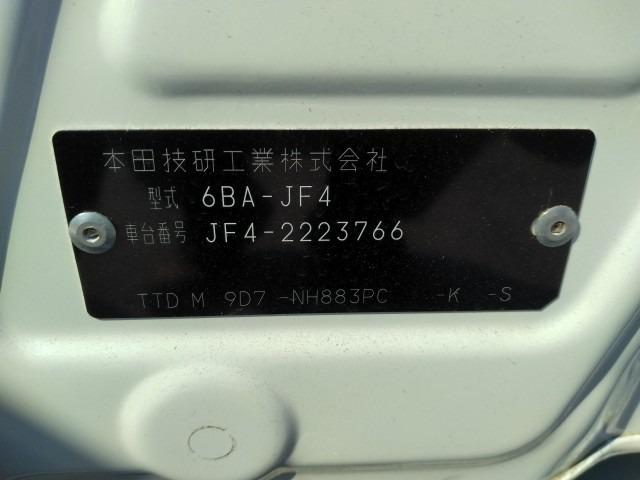 本田技研工業株式会社
型式 6BA-JF4
車台番号 JF4-2223766
TTD M 9D7 -NH883PC -K -S